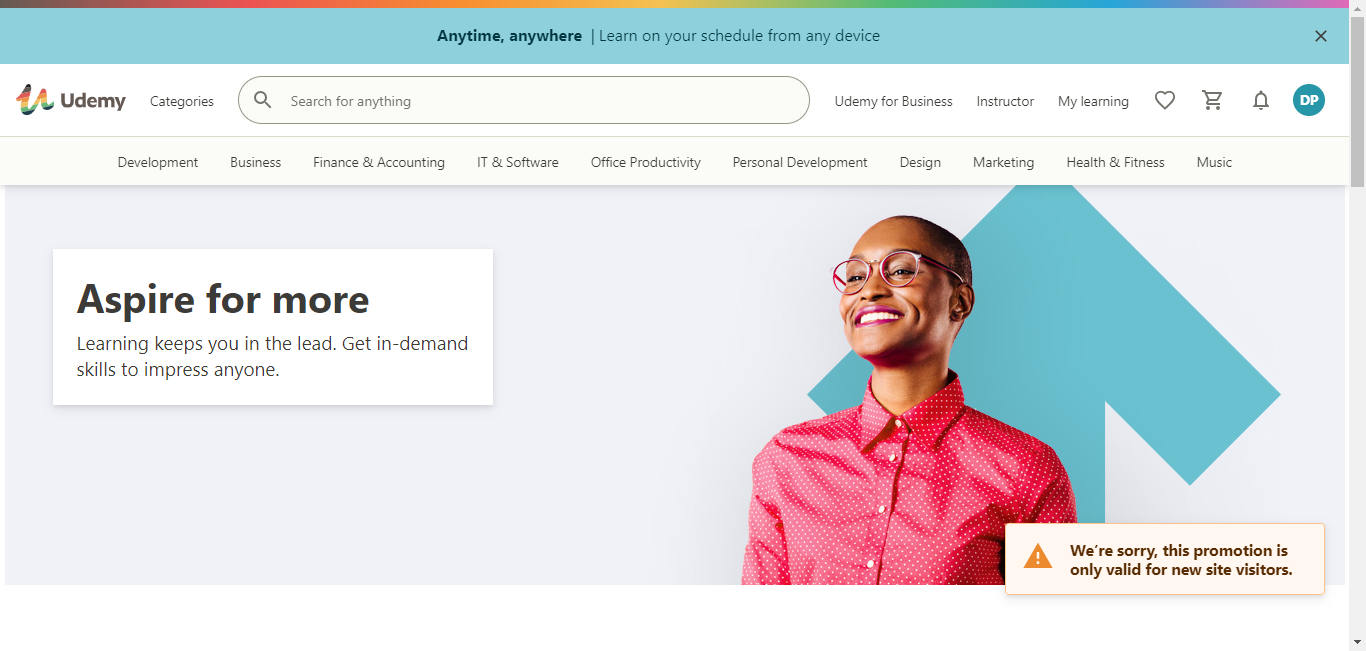 Anytime, anywhere | Learn on your schedule from any device
Udemy
Categories
Search for anything
Udemy for Business
Instructor
My learning
DP
Development
Business
Finance & Accounting
IT & Software
Office Productivity
Personal Development
Design
Marketing
Health & Fitness
Music
Aspire for more
Learning keeps you in the lead. Get in-demand
skills to impress anyone.
We're sorry, this promotion is
only valid for new site visitors.